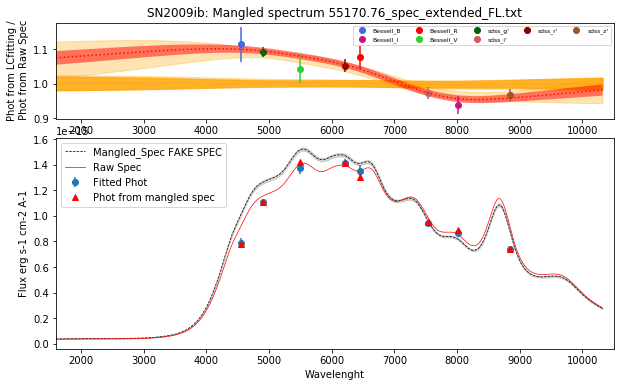 SN2009ib: Mangled spectrum 55170.76_spec_extended_FL.txt
Phot from LCfitting /
Phot from Raw Spec
1.1
1.0
0.9
Bessell_B
Bessell_I
Bessell_R
Bessell_V
sdss_g'
sdss_i'
sdss_r'
sdss_z'
2000
3000
4000
5000
6000
7000
8000
9000
10000
Flux erg s-1 cm-2 A-1
1.6
1.4
1.2
1.0
0.8
0.6
0.4
0.2
0.0
Mangled_Spec FAKE SPEC
Raw Spec
Fitted Phot
Phot from mangled spec
2000
3000
4000
5000
6000
7000
8000
9000
10000
Wavelenght